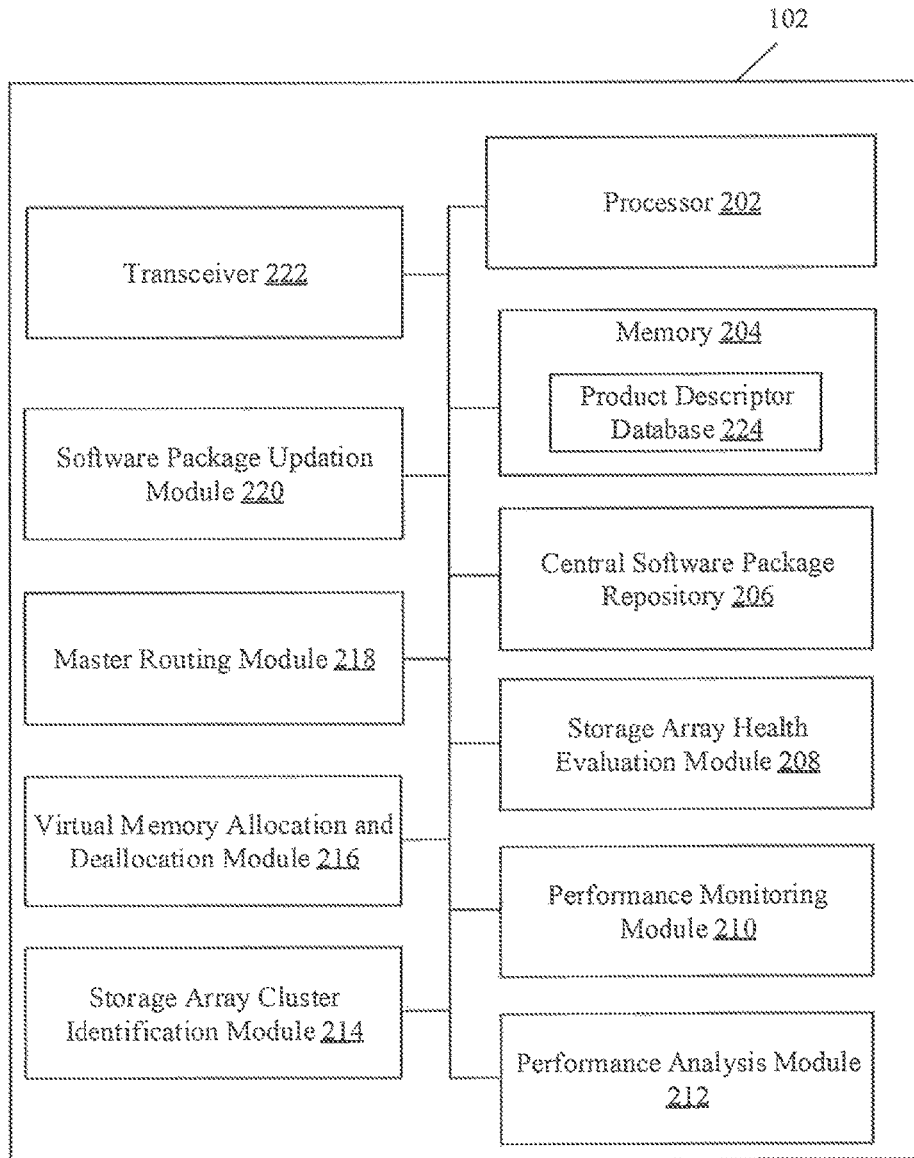 102
Processor 202
Transceiver 222
Memory 204
Product Descriptor
Database 224
Software Package Updation
Module 220
Central Software Package
Repository 206
Master Routing Module 218
Storage Array Health
Evaluation Module 208
Virtual Memory Allocation and
Deallocation Module 216
Performance Monitoring
Module 210
Storage Array Cluster
Identification Module 214
Performance Analysis Module
212